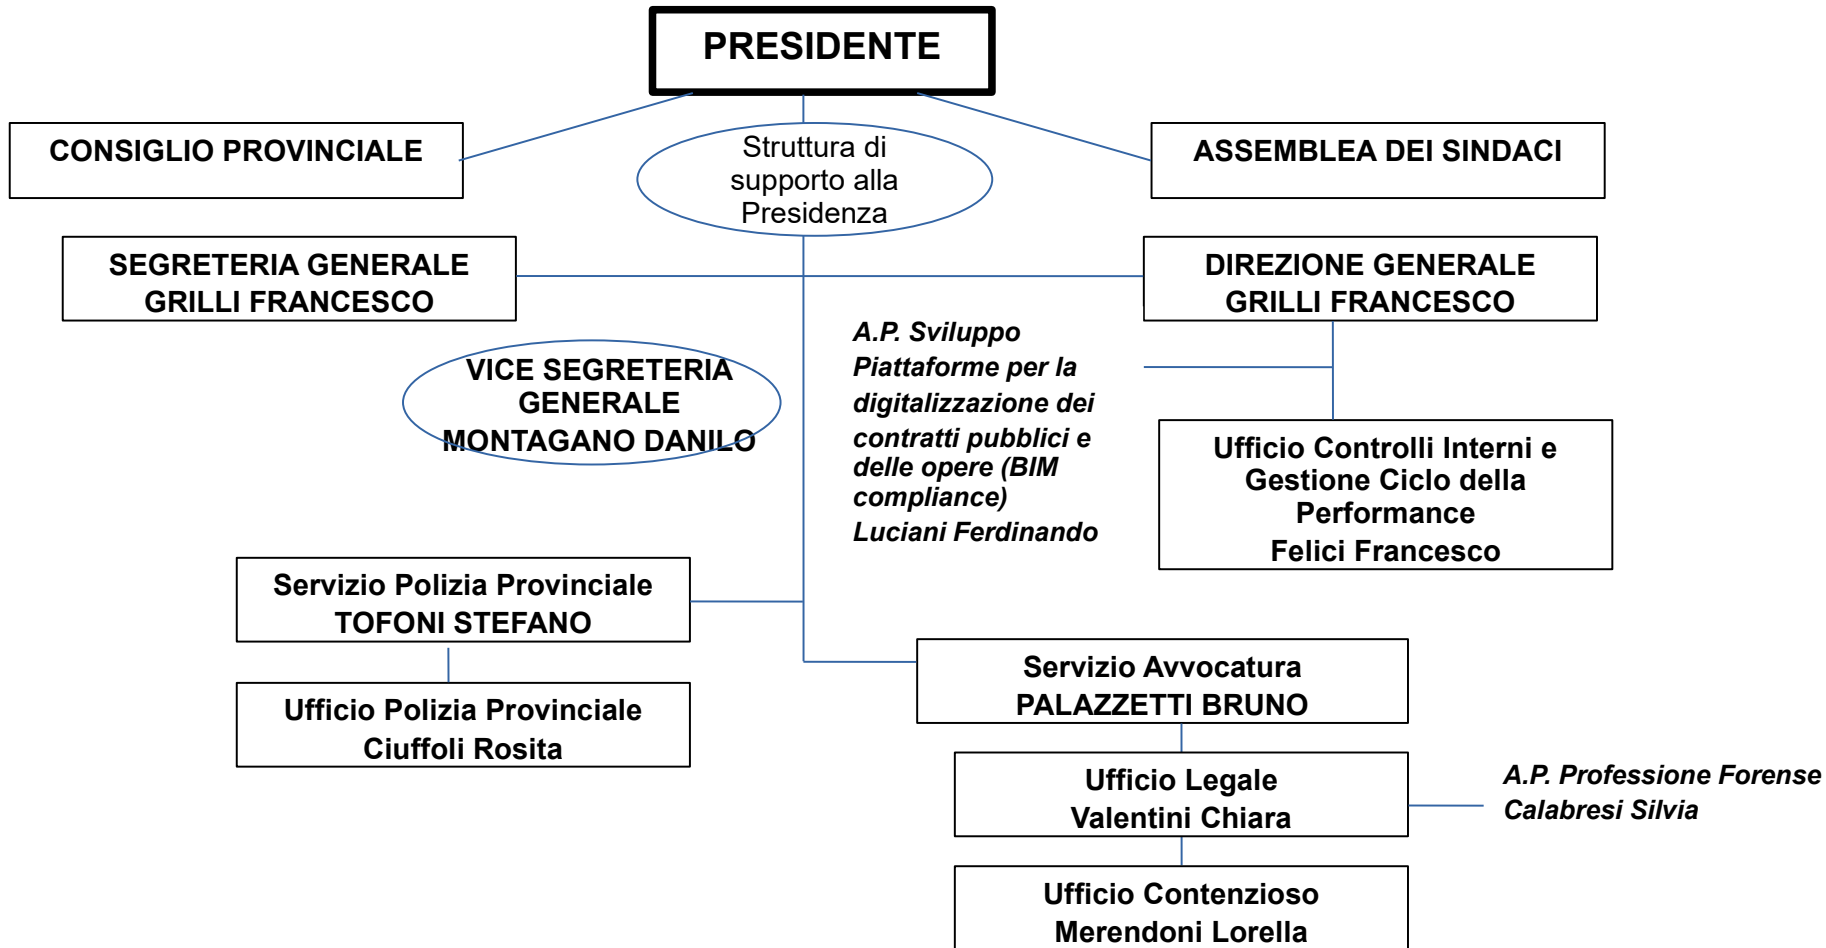 PRESIDENTE
CONSIGLIO PROVINCIALE
Struttura di
supporto alla
Presidenza
ASSEMBLEA DEI SINDACI
SEGRETERIA GENERALE
GRILLI FRANCESCO
DIREZIONE GENERALE
GRILLI FRANCESCO
VICE SEGRETERIA
GENERALE
MONTAGANO DANILO
A.P. Sviluppo
Piattaforme per la
digitalizzazione dei
contratti pubblici e
delle opere (BIM
compliance)
Luciani Ferdinando
Ufficio Controlli Interni e
Gestione Ciclo della
Performance
Felici Francesco
Servizio Polizia Provinciale
TOFONI STEFANO
Ufficio Polizia Provinciale
Ciuffoli Rosita
Servizio Avvocatura
PALAZZETTI BRUNO
Ufficio Legale
Valentini Chiara
A.P. Professione Forense
Calabresi Silvia
Ufficio Contenzioso
Merendoni Lorella